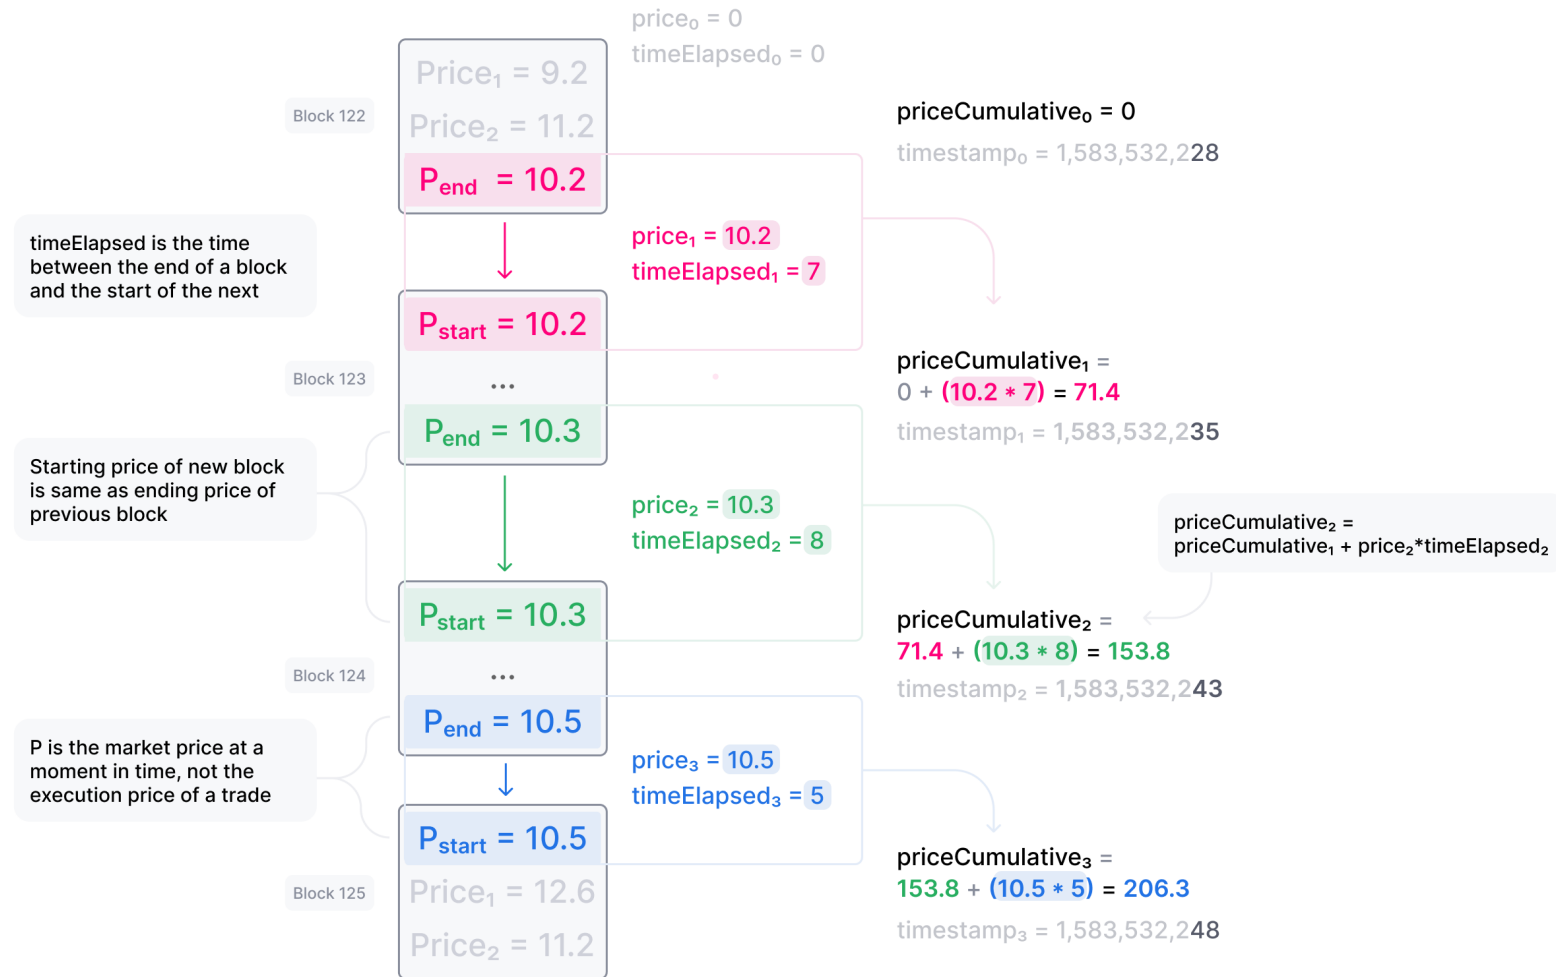 price₀ = 0
timeElapsed₀ = 0
Price₁ = 9.2
Block 122
Price₂ = 11.2
priceCumulative₀ = 0
timestamp₀ = 1,583,532,228
Pend = 10.2
timeElapsed is the time
between the end of a block
and the start of the next
price₁ = 10.2
timeElapsed₁ = 7
Pstart = 10.2
Block 123
...
priceCumulative₁ =
0 + (10.2 * 7) = 71.4
timestamp₁ = 1,583,532,235
Pend = 10.3
Starting price of new block
is same as ending price of
previous block
price₂ = 10.3
timeElapsed₂ = 8
priceCumulative₂ =
priceCumulative₁ + price₂*timeElapsed₂
Pstart = 10.3
priceCumulative₂ =
71.4 + (10.3 * 8) = 153.8
timestamp₂ = 1,583,532,243
Block 124
...
Pend = 10.5
P is the market price at a
moment in time, not the
execution price of a trade
price₃ = 10.5
timeElapsed₃ = 5
Pstart = 10.5
priceCumulative₃ =
153.8 + (10.5 * 5) = 206.3
timestamp₃ = 1,583,532,248
Block 125
Price₁ = 12.6
Price₂ = 11.2